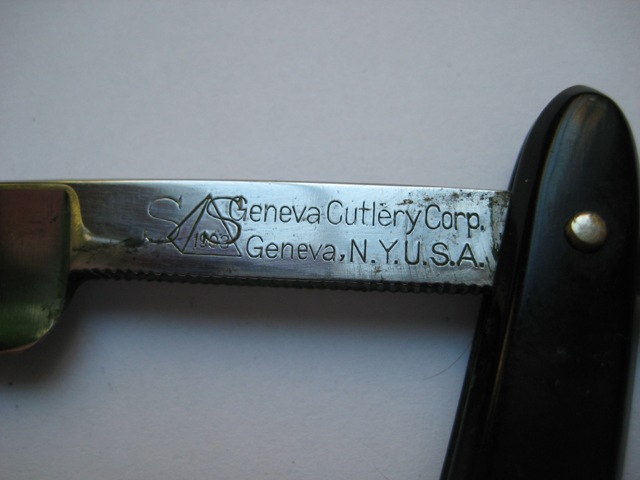 Geneva Cutlery Corp.
Geneva, N.Y. U.S.A.